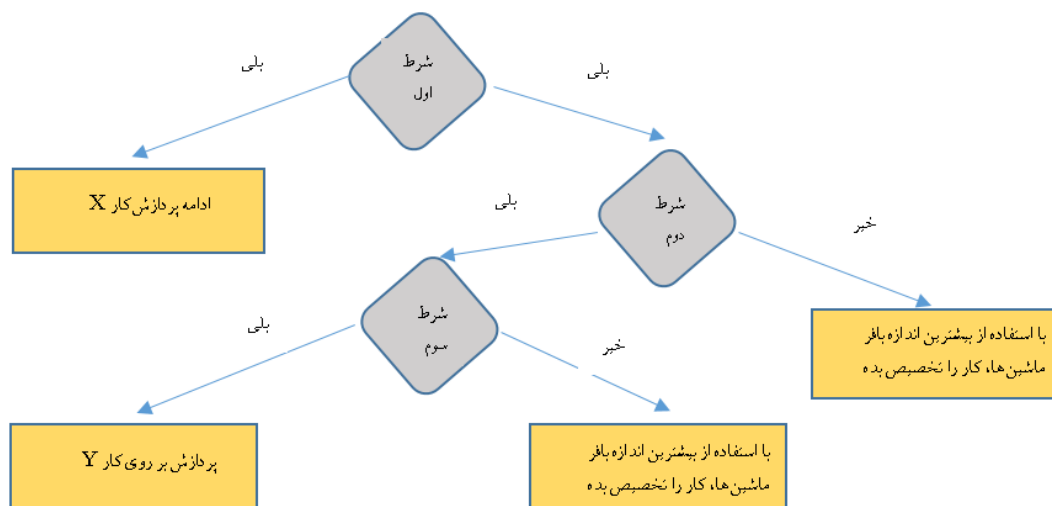 شرط
اول
بلی
بلی
ادامه پردازش کار X
شرط
دوم
بلی
خیر
شرط
سوم
بلی
خیر
با استفاده از بیشترین اندازه بافر
ماشین‌ها، کار را تخصیص بده
پردازش بر روی کار Y
با استفاده از بیشترین اندازه بافر
ماشین‌ها، کار را تخصیص بده